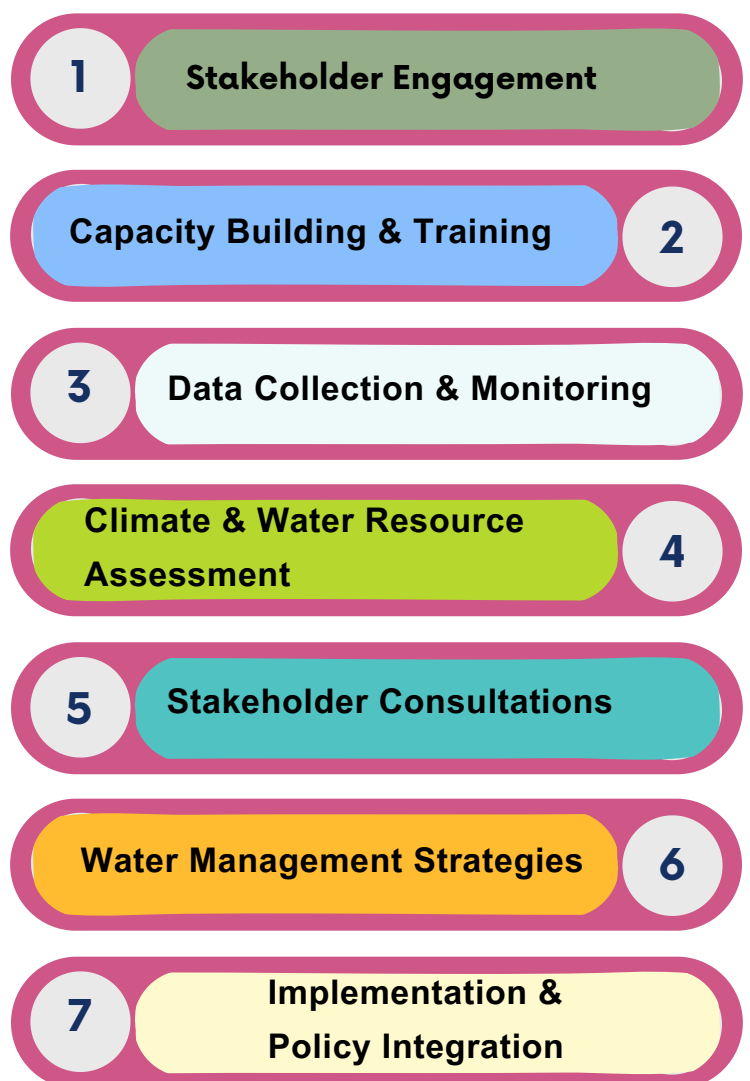 1 Stakeholder Engagement
Capacity Building & Training 2
3 Data Collection & Monitoring
Climate & Water Resource
Assessment
4
5 Stakeholder Consultations
Water Management Strategies 6
7
Implementation &
Policy Integration